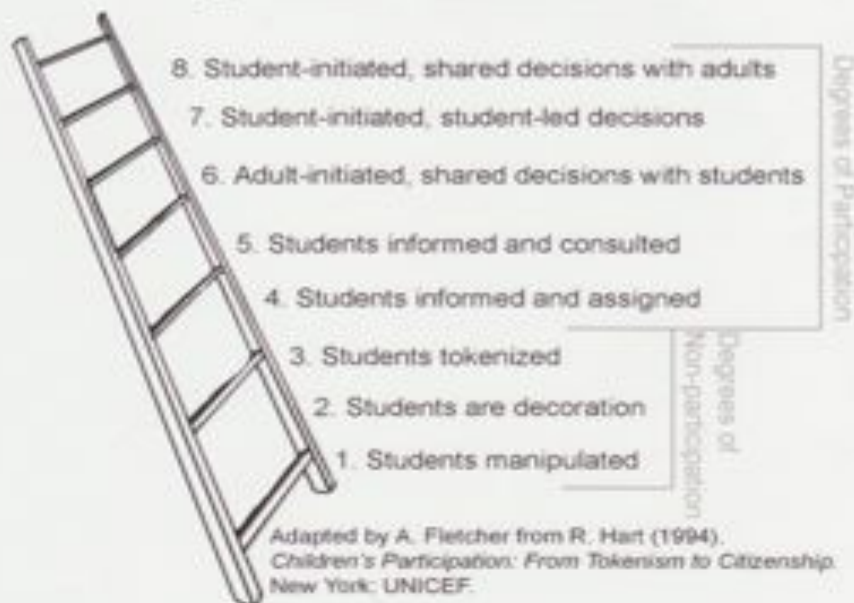 8. Student-initiated, shared decisions with adults
7. Student-initiated, student-led decisions
6. Adult-initiated, shared decisions with students
5. Students informed and consulted
4. Students informed and assigned
3. Students tokenized
2. Students are decoration
1. Students manipulated
Degrees of Participation
Degrees of
Non-participation
Adapted by A. Fletcher from R. Hart (1994).
Children's Participation: From Tokenism to Citizenship.
New York: UNICEF.